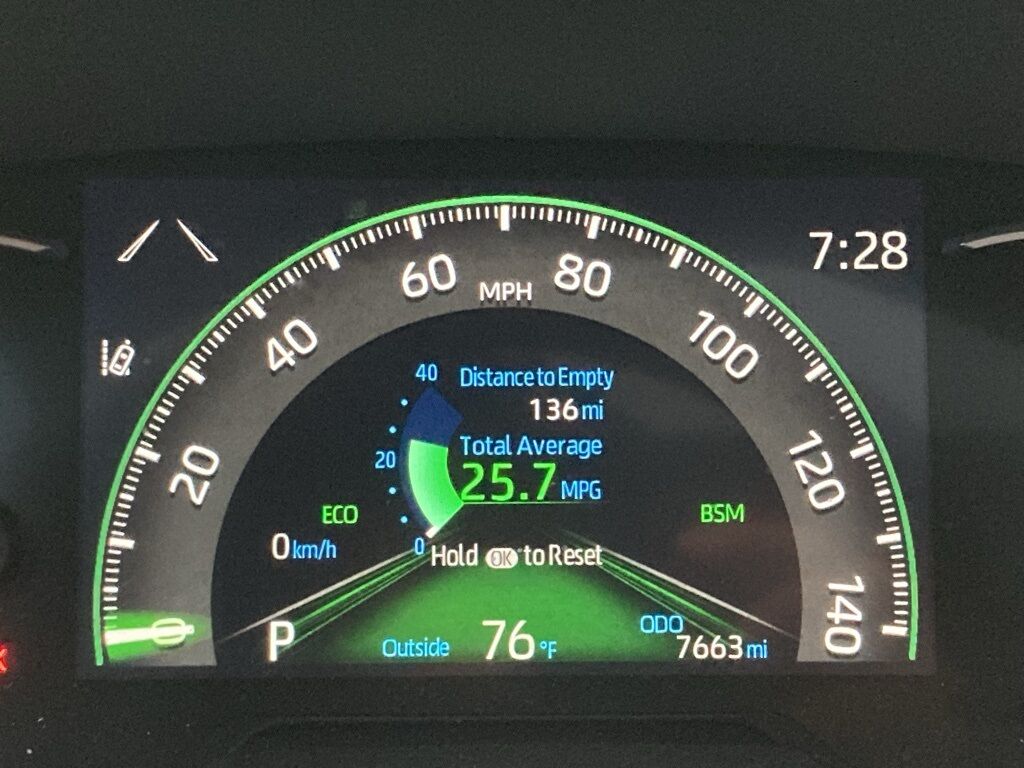 7:28
60
MPH
80
40
100
20
120
0
140
40
20
0
Distance to Empty
136 mi
Total Average
25.7 MPG
Hold OK to Reset
ECO
0 km/h
BSM
P
Outside 76 °F
ODO
7663 mi